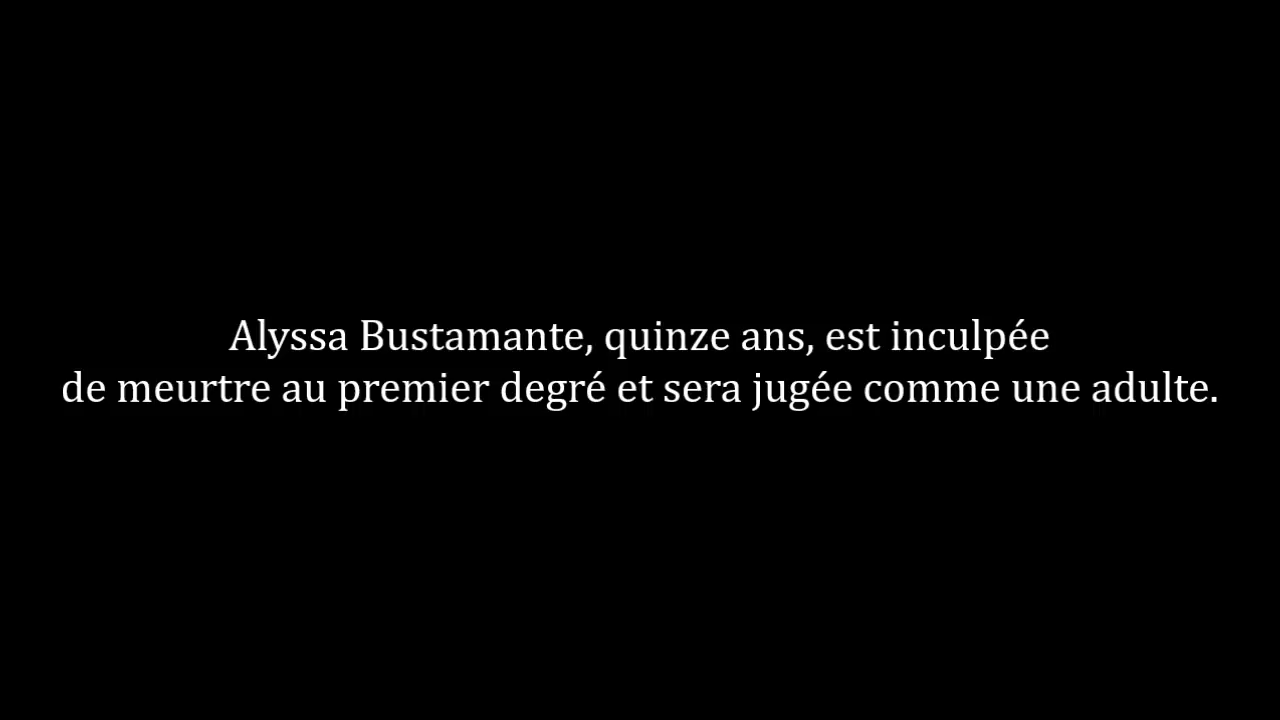 Alyssa Bustamante, quinze ans, est inculpée
de meurtre au premier degré et sera jugée comme une adulte.